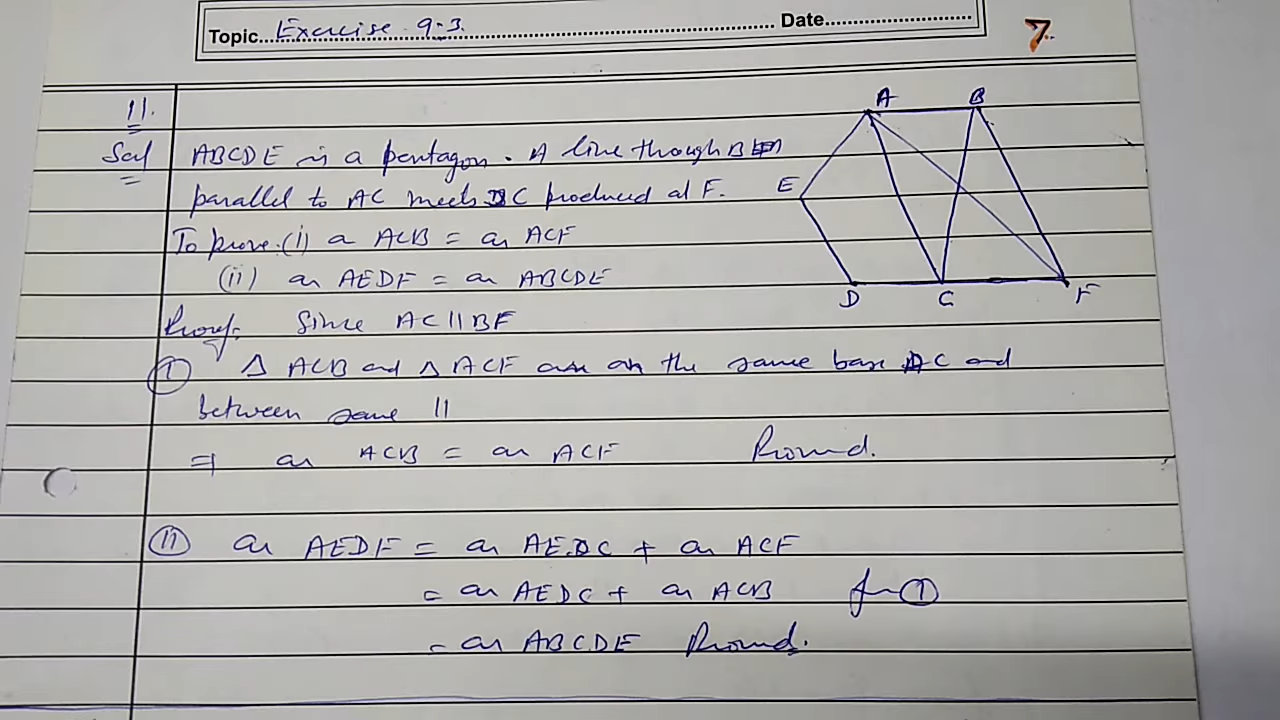 Topic...Exercise 9.3.... Date....
7.
11.
Sol ABCDE is a pentagon. A line though B
parallel to AC meets DC produced at F.
To prove. (i) ar ACB = ar ACF
(ii) ar AEDF = ar ABCDE
Proof. Since AC || BF
(I) Δ ACB and Δ ACF are on the same base AC and
between same ||
⇒ ar ACB = ar ACF Proved.
(II) ar AEDF = ar AEDC + ar ACF
= ar AEDC + ar ACB from (I)
= ar ABCDE Proved.
A B
E
D C F